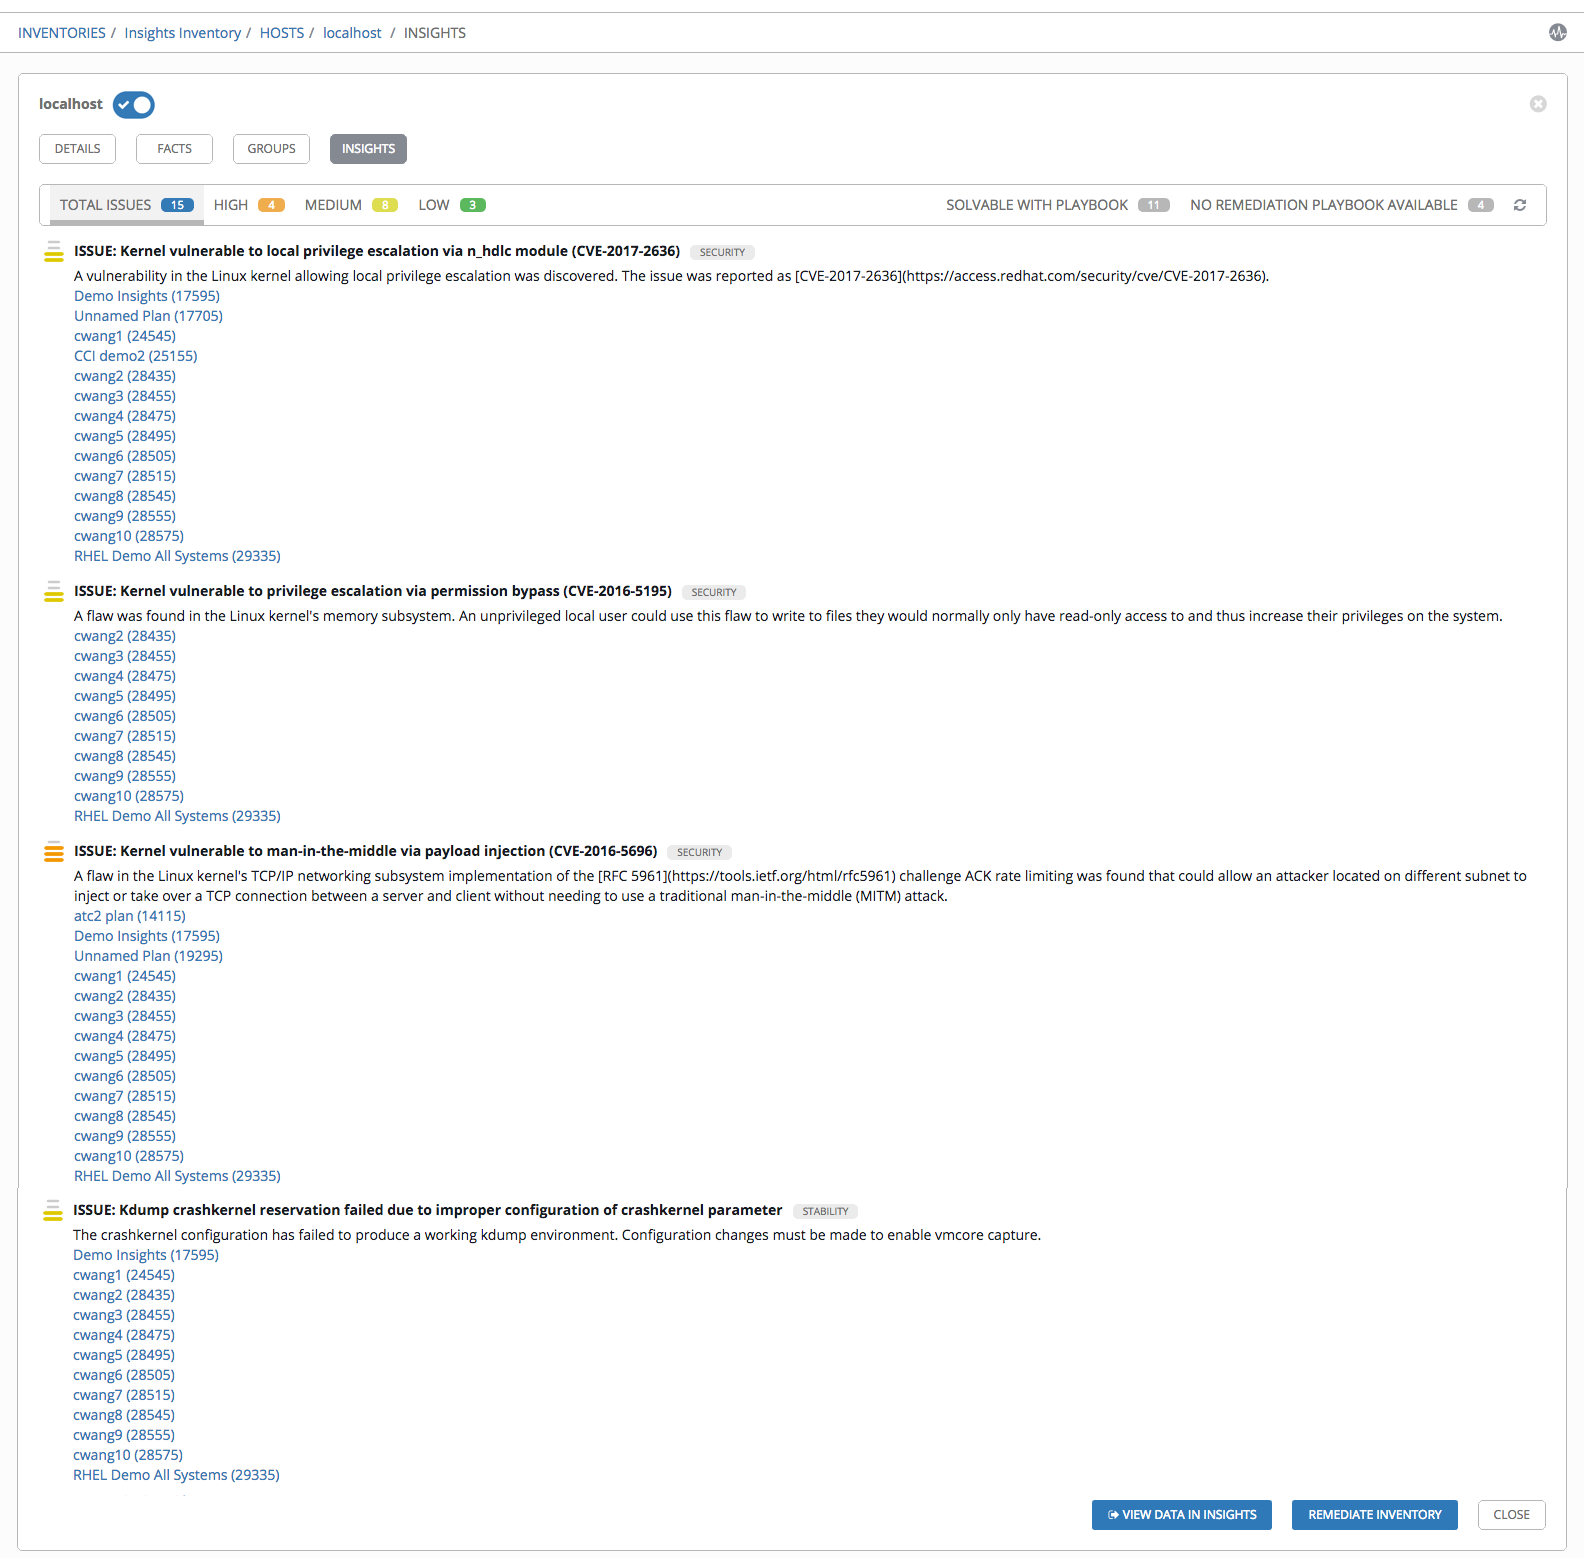 INVENTORIES / Insights Inventory / HOSTS / localhost / INSIGHTS
localhost
DETAILS FACTS GROUPS INSIGHTS
TOTAL ISSUES 15 HIGH 4 MEDIUM 8 LOW 3 SOLVABLE WITH PLAYBOOK 11 NO REMEDIATION PLAYBOOK AVAILABLE 4
ISSUE: Kernel vulnerable to local privilege escalation via n_hdlc module (CVE-2017-2636) SECURITY
A vulnerability in the Linux kernel allowing local privilege escalation was discovered. The issue was reported as [CVE-2017-2636](https://access.redhat.com/security/cve/CVE-2017-2636).
Demo Insights (17595)
Unnamed Plan (17705)
cwang1 (24545)
CCI demo2 (25155)
cwang2 (28435)
cwang3 (28455)
cwang4 (28475)
cwang5 (28495)
cwang6 (28505)
cwang7 (28515)
cwang8 (28545)
cwang9 (28555)
cwang10 (28575)
RHEL Demo All Systems (29335)
ISSUE: Kernel vulnerable to privilege escalation via permission bypass (CVE-2016-5195) SECURITY
A flaw was found in the Linux kernel's memory subsystem. An unprivileged local user could use this flaw to write to files they would normally only have read-only access to and thus increase their privileges on the system.
cwang2 (28435)
cwang3 (28455)
cwang4 (28475)
cwang5 (28495)
cwang6 (28505)
cwang7 (28515)
cwang8 (28545)
cwang9 (28555)
cwang10 (28575)
RHEL Demo All Systems (29335)
ISSUE: Kernel vulnerable to man-in-the-middle via payload injection (CVE-2016-5696) SECURITY
A flaw in the Linux kernel's TCP/IP networking subsystem implementation of the [RFC 5961](https://tools.ietf.org/html/rfc5961) challenge ACK rate limiting was found that could allow an attacker located on different subnet to
inject or take over a TCP connection between a server and client without needing to use a traditional man-in-the-middle (MITM) attack.
atc2 plan (14115)
Demo Insights (17595)
Unnamed Plan (19295)
cwang1 (24545)
cwang2 (28435)
cwang3 (28455)
cwang4 (28475)
cwang5 (28495)
cwang6 (28505)
cwang7 (28515)
cwang8 (28545)
cwang9 (28555)
cwang10 (28575)
RHEL Demo All Systems (29335)
ISSUE: Kdump crashkernel reservation failed due to improper configuration of crashkernel parameter STABILITY
The crashkernel configuration has failed to produce a working kdump environment. Configuration changes must be made to enable vmcore capture.
Demo Insights (17595)
cwang1 (24545)
cwang2 (28435)
cwang3 (28455)
cwang4 (28475)
cwang5 (28495)
cwang6 (28505)
cwang7 (28515)
cwang8 (28545)
cwang9 (28555)
cwang10 (28575)
RHEL Demo All Systems (29335)
VIEW DATA IN INSIGHTS REMEDIATE INVENTORY CLOSE